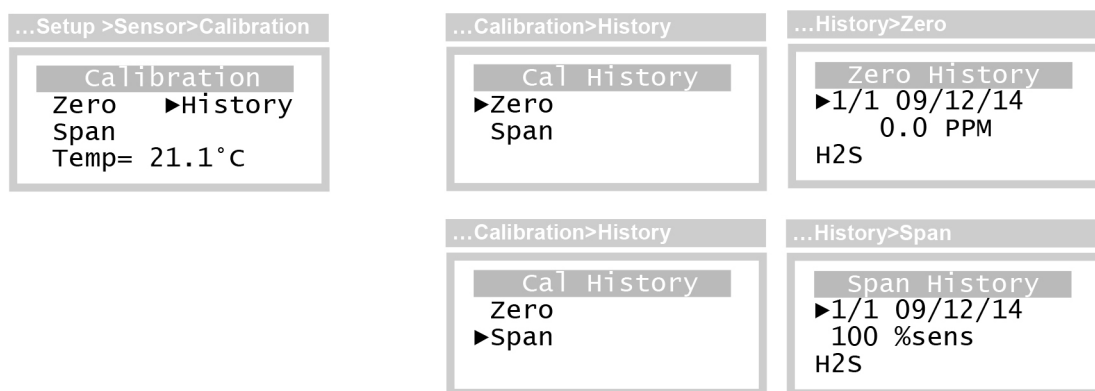 ...Setup >Sensor>Calibration
Calibration
Zero ►History
Span
Temp= 21.1°C
...Calibration>History
Cal History
►Zero
Span
...History>Zero
Zero History
►1/1 09/12/14
0.0 PPM
H2S
...Calibration>History
Cal History
Zero
►Span
...History>Span
Span History
►1/1 09/12/14
100 %sens
H2S